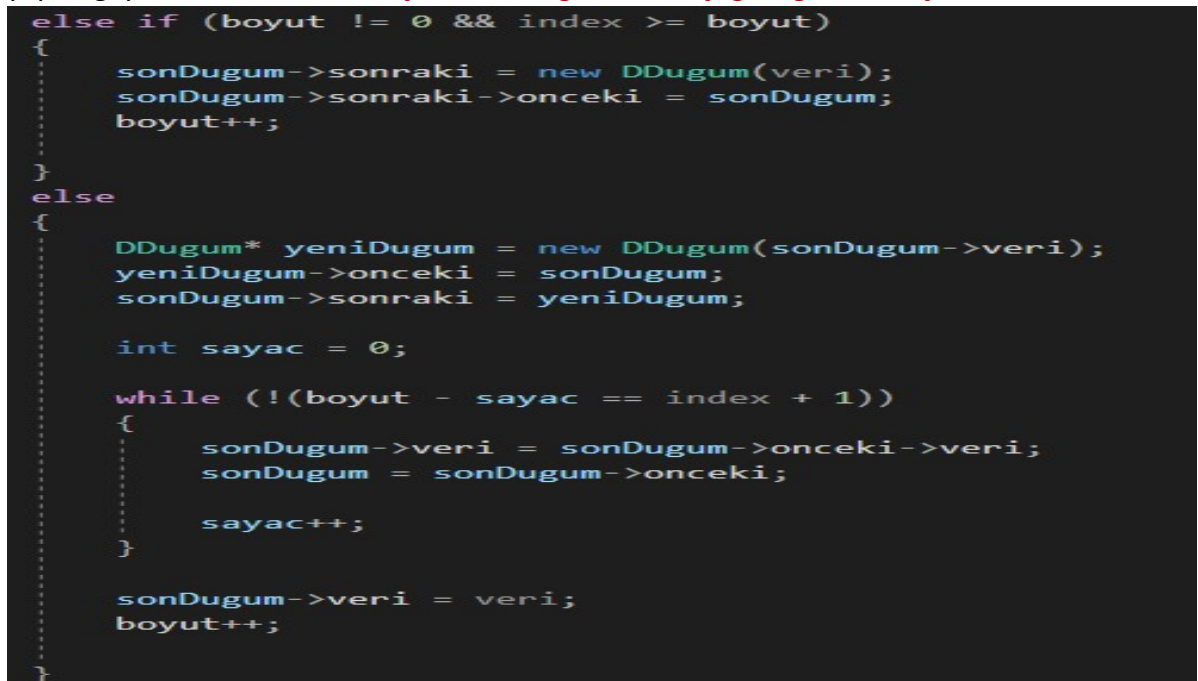 else if (boyut != 0 && index >= boyut)
{
sonDugum->sonraki = new DDugum(veri);
sonDugum->sonraki->onceki = sonDugum;
boyut++;
}
else
{
DDugum* yeniDugum = new DDugum(sonDugum->veri);
yeniDugum->onceki = sonDugum;
sonDugum->sonraki = yeniDugum;
int sayac = 0;
while (!(boyut - sayac == index + 1))
{
sonDugum->veri = sonDugum->onceki->veri;
sonDugum = sonDugum->onceki;
sayac++;
}
sonDugum->veri = veri;
boyut++;
}